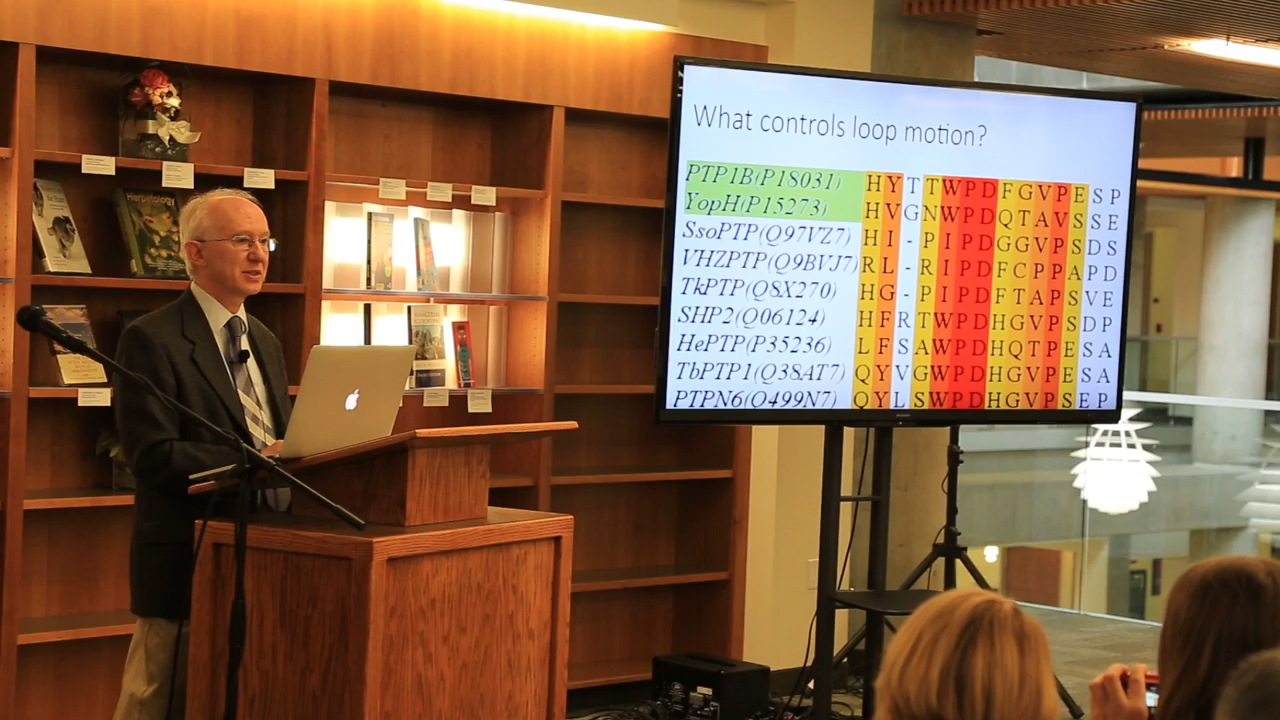 What controls loop motion?
PTP1B(P18031) H Y T T W P D F G V P E S P
YopH(P15273) H V G N W P D Q T A V S S E
SsoPTP(Q97VZ7) H I - P I P D G G V P S D S
VHZPTP(Q9BVJ7) R L - R I P D F C P P A P D
TkPTP(Q8X270) H G - P I P D F T A P S V E
SHP2(Q06124) H F R T W P D H G V P S D P
HePTP(P35236) L F S A W P D H Q T P E S A
TbPTP1(Q38AT7) Q Y V G W P D H G V P E S A
PTPN6(Q499N7) Q Y L S W P D H G V P S E P
Herpetology